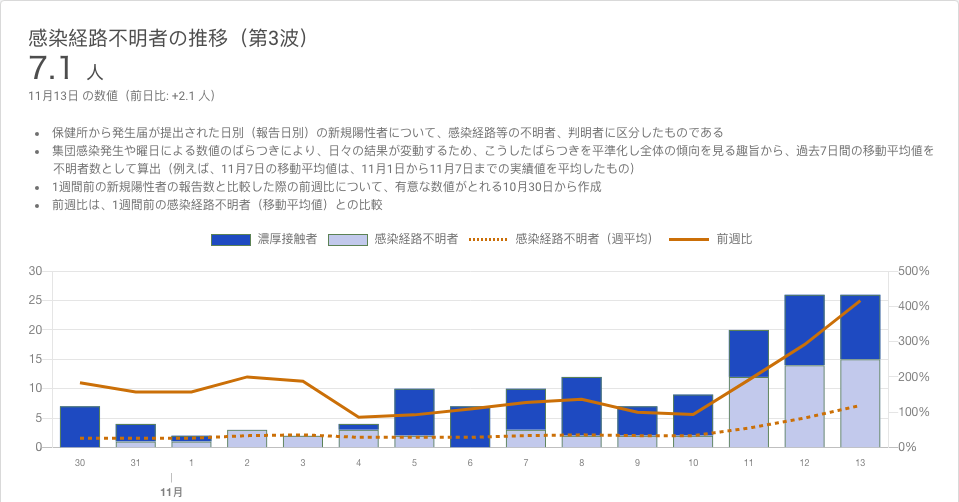 感染経路不明者の推移（第3波）
7.1 人
11月13日 の数値（前日比: +2.1 人）
• 保健所から発生届が提出された日別（報告日別）の新規陽性者について、感染経路等の不明者、判明者に区分したものである
• 集団感染発生や曜日による数値のばらつきにより、日々の結果が変動するため、こうしたばらつきを平準化し全体の傾向を見る趣旨から、過去7日間の移動平均値を
不明者数として算出（例えば、11月7日の移動平均値は、11月1日から11月7日までの実績値を平均したもの）
• 1週間前の新規陽性者の報告数と比較した際の前週比について、有意な数値がとれる10月30日から作成
• 前週比は、1週間前の感染経路不明者（移動平均値）との比較
濃厚接触者 感染経路不明者 感染経路不明者（週平均） 前週比
30 500%
25 400%
20 300%
15 200%
10 100%
5 0%
0
30 31 1 2 3 4 5 6 7 8 9 10 11 12 13
11月